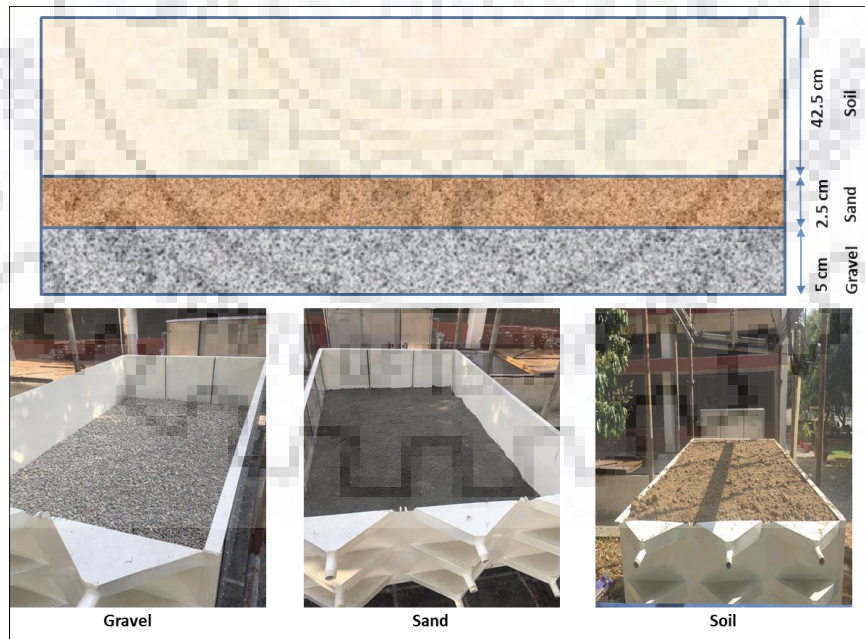 42.5 cm
Soil
2.5 cm
Sand
5 cm
Gravel
Gravel
Sand
Soil